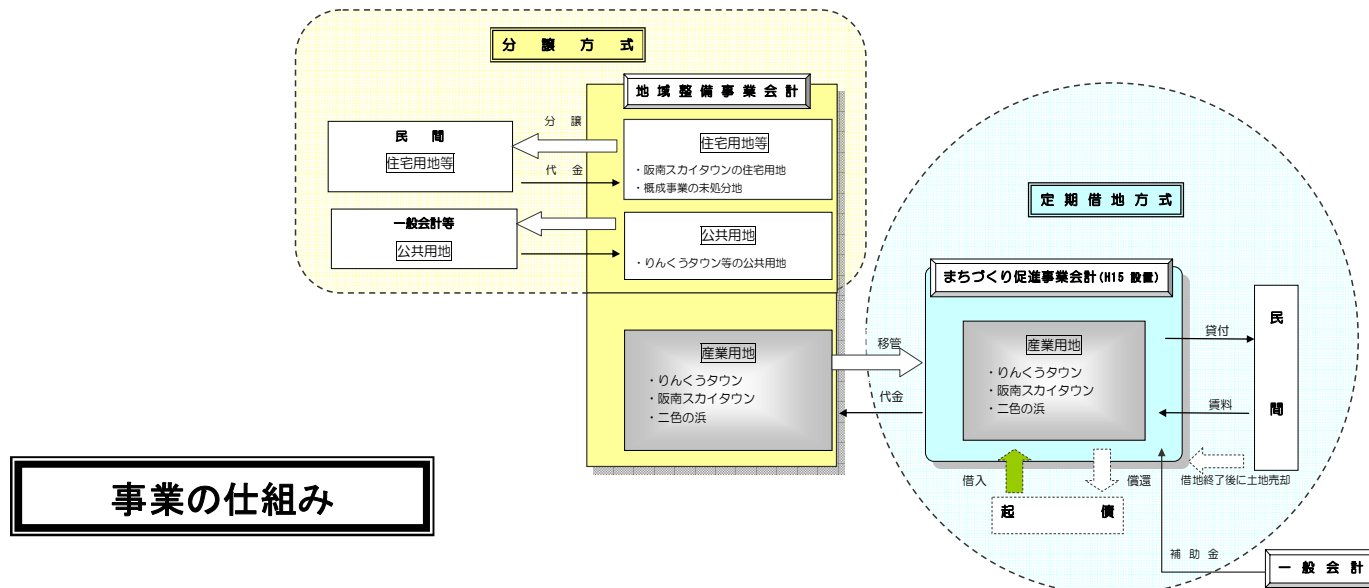 分譲方式
地域整備事業会計
民間
住宅用地等
分譲
代金
住宅用地等
・阪南スカイタウンの住宅用地
・概成事業の未処分地
一般会計等
公共用地
公共用地
・りんくうタウン等の公共用地
定期借地方式
まちづくり促進事業会計(H15 設置)
産業用地
・りんくうタウン
・阪南スカイタウン
・二色の浜
移管
代金
産業用地
・りんくうタウン
・阪南スカイタウン
・二色の浜
貸付
賃料
民間
借入
償還
借地終了後に土地売却
起債
補助金
一般会計
事業の仕組み